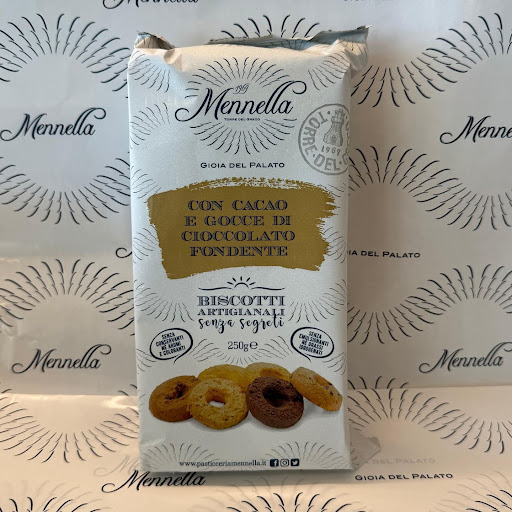 Mennella
1969
Mennella
TORRE DEL GRECO
GIOIA DEL PALATO
TORRE
1969
DEL
CON CACAO
E GOCCE DI
CIOCCOLATO
FONDENTE
BISCOTTI
ARTIGIANALI
senza segreti
250g e
SENZA
CONSERVANTI
NÈ AROMI
E COLORANTI
SENZA
EMULSIONANTI
NÈ GRASSI
IDROGENATI
www.pasticceriamennella.it
Mennella
Mennella
GIOIA DEL PALATO
Mennella
Mennella
Mennella
Mennella
GIOIA DEL PALATO